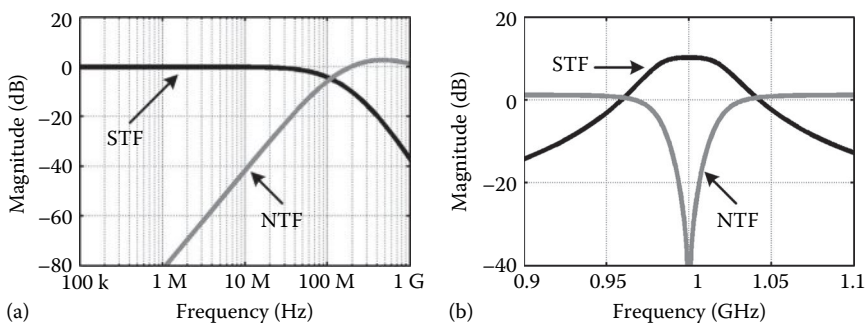 20
0
−20
−40
−60
−80
Magnitude (dB)
STF
NTF
100 k
1 M
10 M
100 M
1 G
(a)
Frequency (Hz)
20
0
−20
−40
Magnitude (dB)
STF
NTF
0.9
0.95
1
1.05
1.1
(b)
Frequency (GHz)